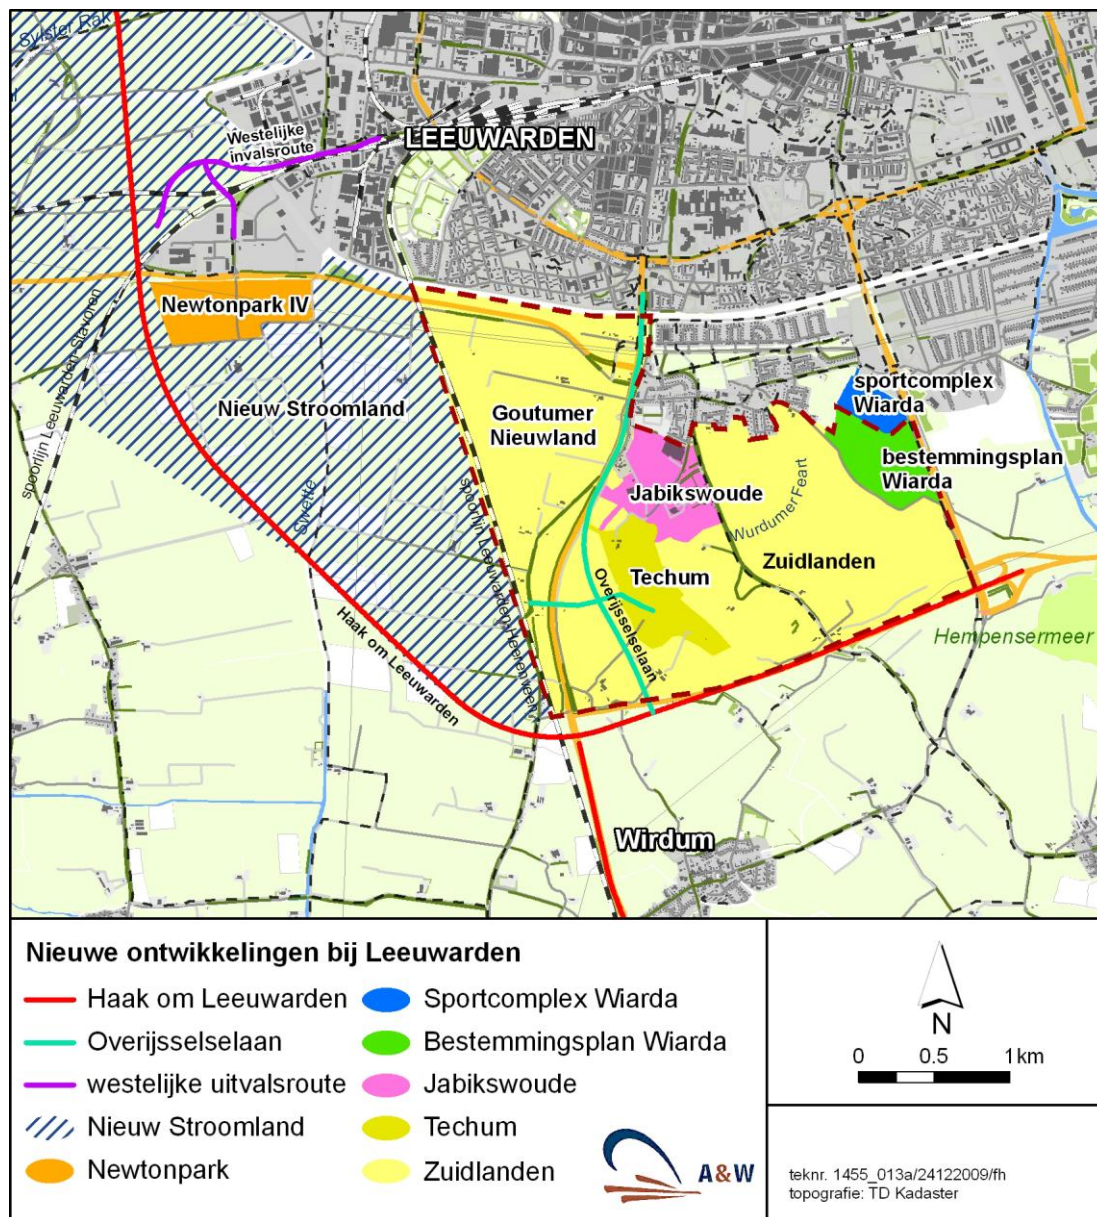 Sylster Rak
Westelijke
invalsroute
LEEUWARDEN
Newtonpark IV
spoorlijn Leeuwarden-Stavoren
Nieuw Stroomland
Goutumer
Nieuwland
sportcomplex
Wiarda
bestemmingsplan
Wiarda
Jabikswoude
Wurdumer Feart
Swette
spoorlijn Leeuwarden-Heerenveen
Techum
Zuidlanden
Overijsselselaan
Haak om Leeuwarden
Hempensermeer
Wirdum
Nieuwe ontwikkelingen bij Leeuwarden
Haak om Leeuwarden
Overijsselselaan
westelijke uitvalsroute
Nieuw Stroomland
Newtonpark
Sportcomplex Wiarda
Bestemmingsplan Wiarda
Jabikswoude
Techum
Zuidlanden
A&W
N
0 0.5 1 km
teknr. 1455_013a/24122009/fh
topografie: TD Kadaster